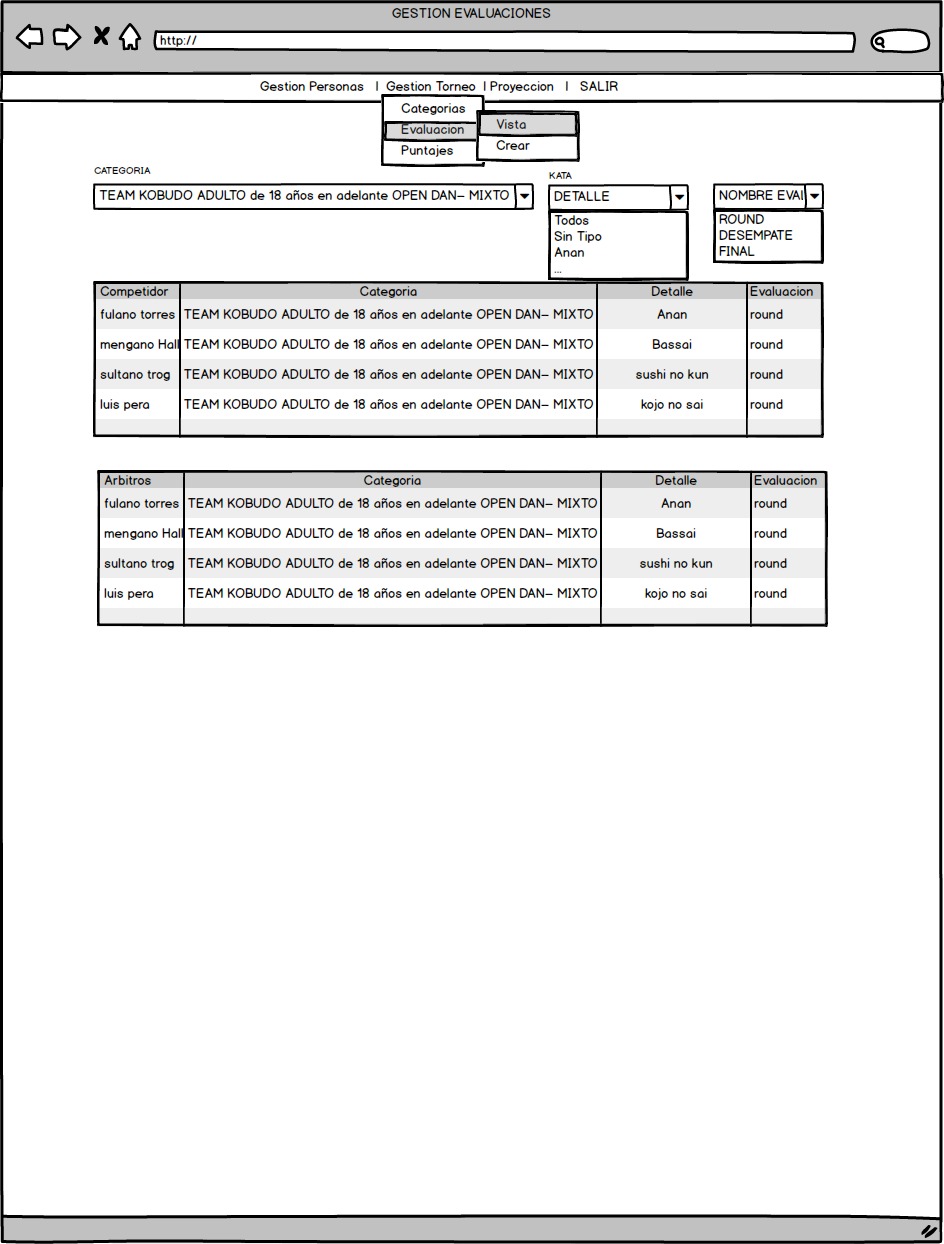 GESTION EVALUACIONES
http://
Gestion Personas | Gestion Torneo | Proyeccion | SALIR
Categorias
Evaluacion
Puntajes
Vista
Crear
CATEGORIA
KATA
TEAM KOBUDO ADULTO de 18 años en adelante OPEN DAN– MIXTO
DETALLE
NOMBRE EVAl
Todos
Sin Tipo
Anan
...
ROUND
DESEMPATE
FINAL
Competidor Categoria Detalle Evaluacion
fulano torres TEAM KOBUDO ADULTO de 18 años en adelante OPEN DAN– MIXTO Anan round
mengano Hall TEAM KOBUDO ADULTO de 18 años en adelante OPEN DAN– MIXTO Bassai round
sultano trog TEAM KOBUDO ADULTO de 18 años en adelante OPEN DAN– MIXTO sushi no kun round
luis pera TEAM KOBUDO ADULTO de 18 años en adelante OPEN DAN– MIXTO kojo no sai round
Arbitros Categoria Detalle Evaluacion
fulano torres TEAM KOBUDO ADULTO de 18 años en adelante OPEN DAN– MIXTO Anan round
mengano Hall TEAM KOBUDO ADULTO de 18 años en adelante OPEN DAN– MIXTO Bassai round
sultano trog TEAM KOBUDO ADULTO de 18 años en adelante OPEN DAN– MIXTO sushi no kun round
luis pera TEAM KOBUDO ADULTO de 18 años en adelante OPEN DAN– MIXTO kojo no sai round